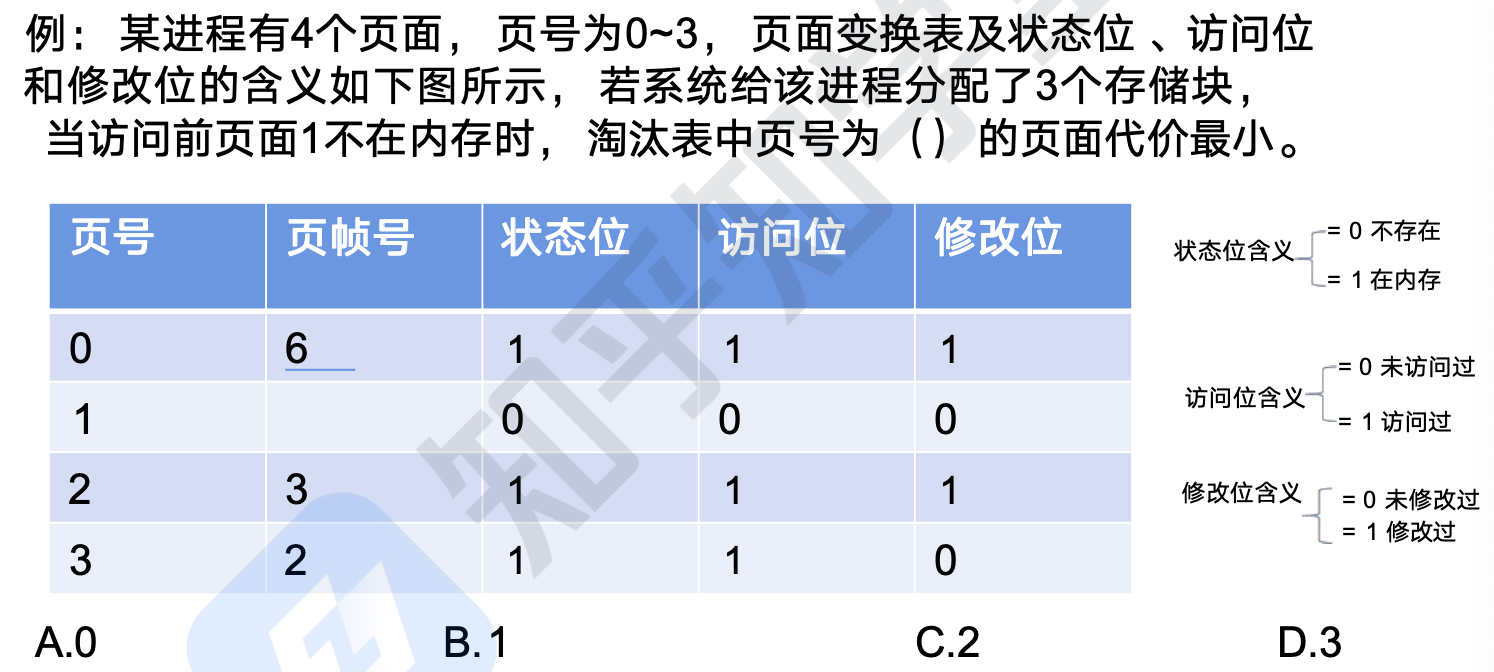 例： 某进程有4个页面， 页号为0~3， 页面变换表及状态位 、访问位
和修改位的含义如下图所示， 若系统给该进程分配了3个存储块，
当访问前页面1不在内存时， 淘汰表中页号为（ ）的页面代价最小。
页号 页帧号 状态位 访问位 修改位
0 6 1 1 1
1 0 0 0
2 3 1 1 1
3 2 1 1 0
状态位含义 = 0 不存在
= 1 在内存
访问位含义 = 0 未访问过
= 1 访问过
修改位含义 = 0 未修改过
= 1 修改过
A.0 B. 1 C.2 D.3
知乎知学